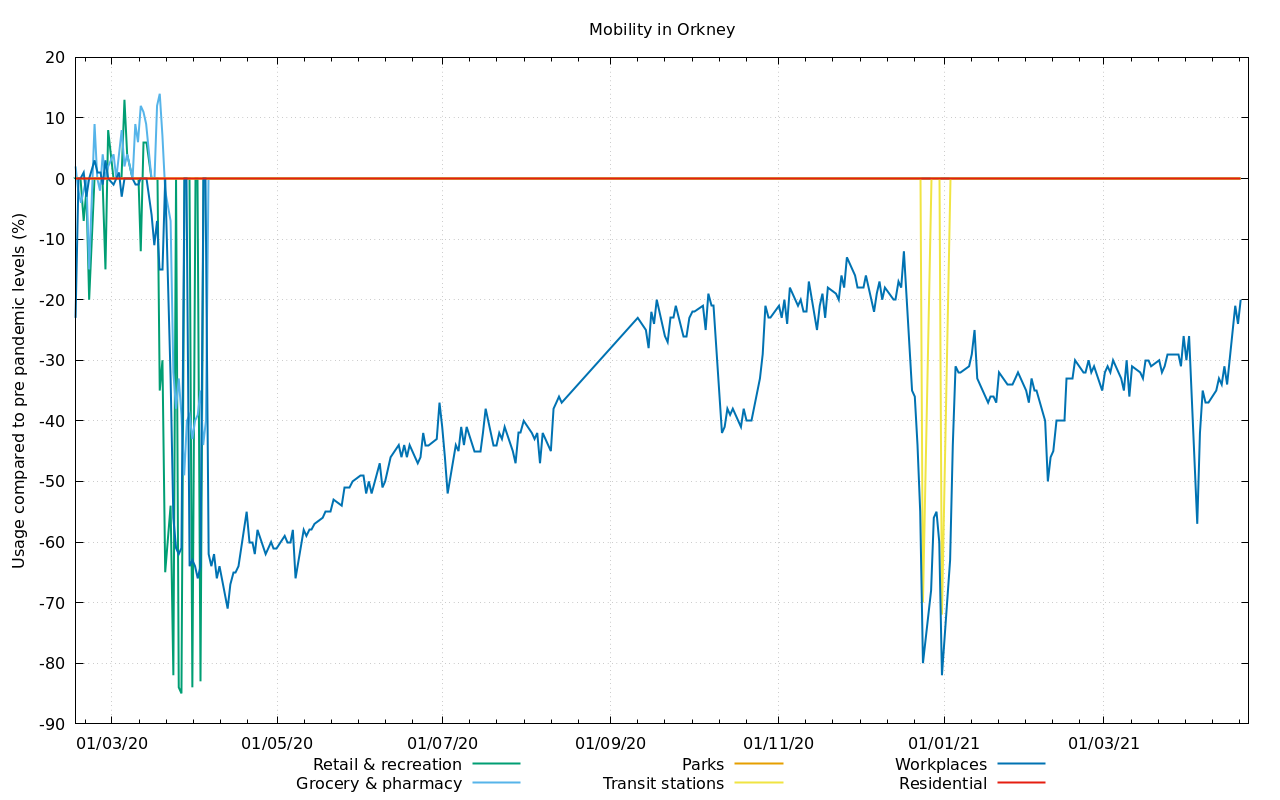 Mobility in Orkney
Usage compared to pre pandemic levels (%)
20
10
0
-10
-20
-30
-40
-50
-60
-70
-80
-90
01/03/20 01/05/20 01/07/20 01/09/20 01/11/20 01/01/21 01/03/21
Retail & recreation Parks Workplaces
Grocery & pharmacy Transit stations Residential